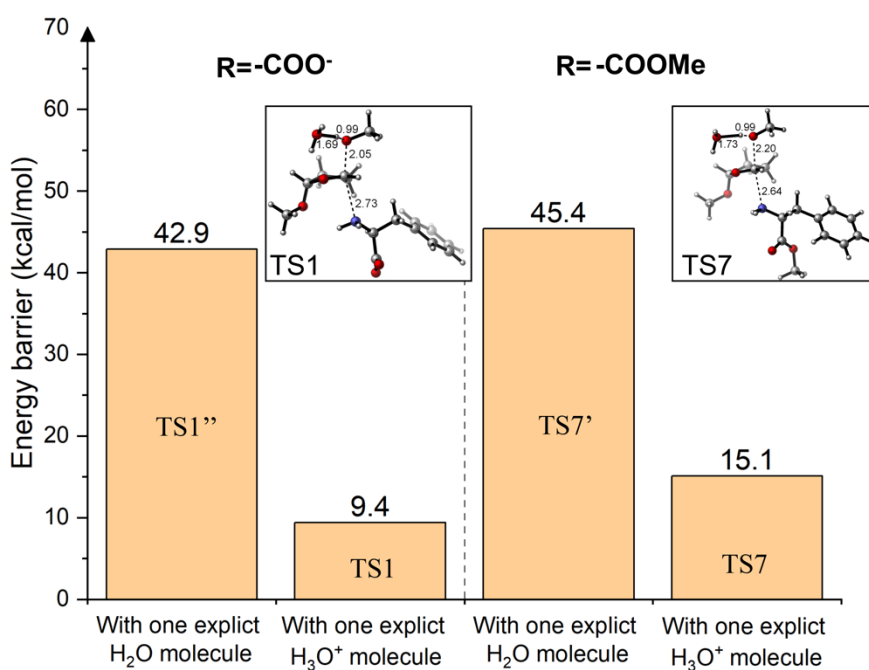 70
60
50
40
30
20
10
0
Energy barrier (kcal/mol)
R=-COO⁻
R=-COOMe
0.99
1.69
2.05
2.73
TS1
0.99
1.73
2.20
2.64
TS7
42.9
TS1’’
9.4
TS1
45.4
TS7’
15.1
TS7
With one explict
H₂O molecule
With one explict
H₃O⁺ molecule
With one explict
H₂O molecule
With one explict
H₃O⁺ molecule